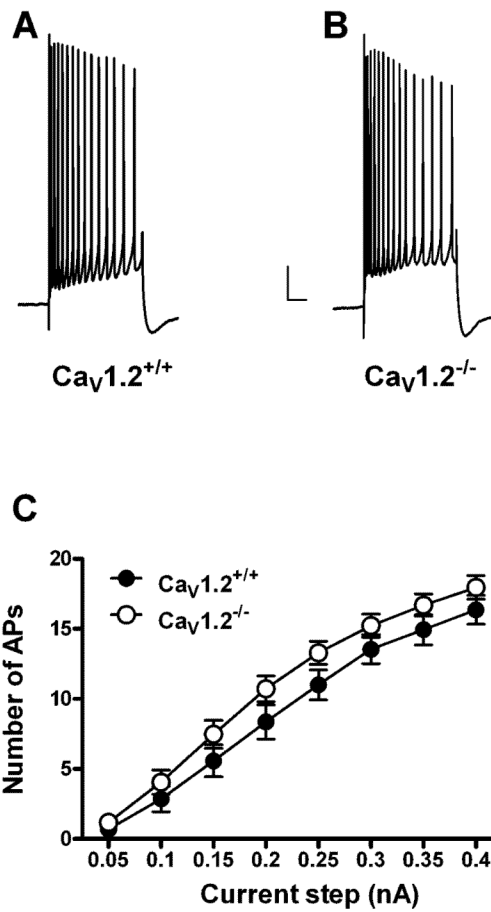 A
B
CaV1.2+/+
CaV1.2-/-
C
20
15
10
5
0
Number of APs
CaV1.2+/+
CaV1.2-/-
0.05 0.1 0.15 0.2 0.25 0.3 0.35 0.4
Current step (nA)